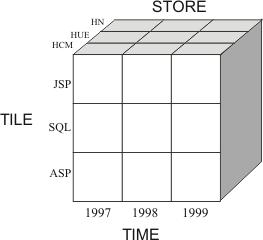 STORE
HN
HUE
HCM
JSP
TILE
SQL
ASP
1997 1998 1999
TIME